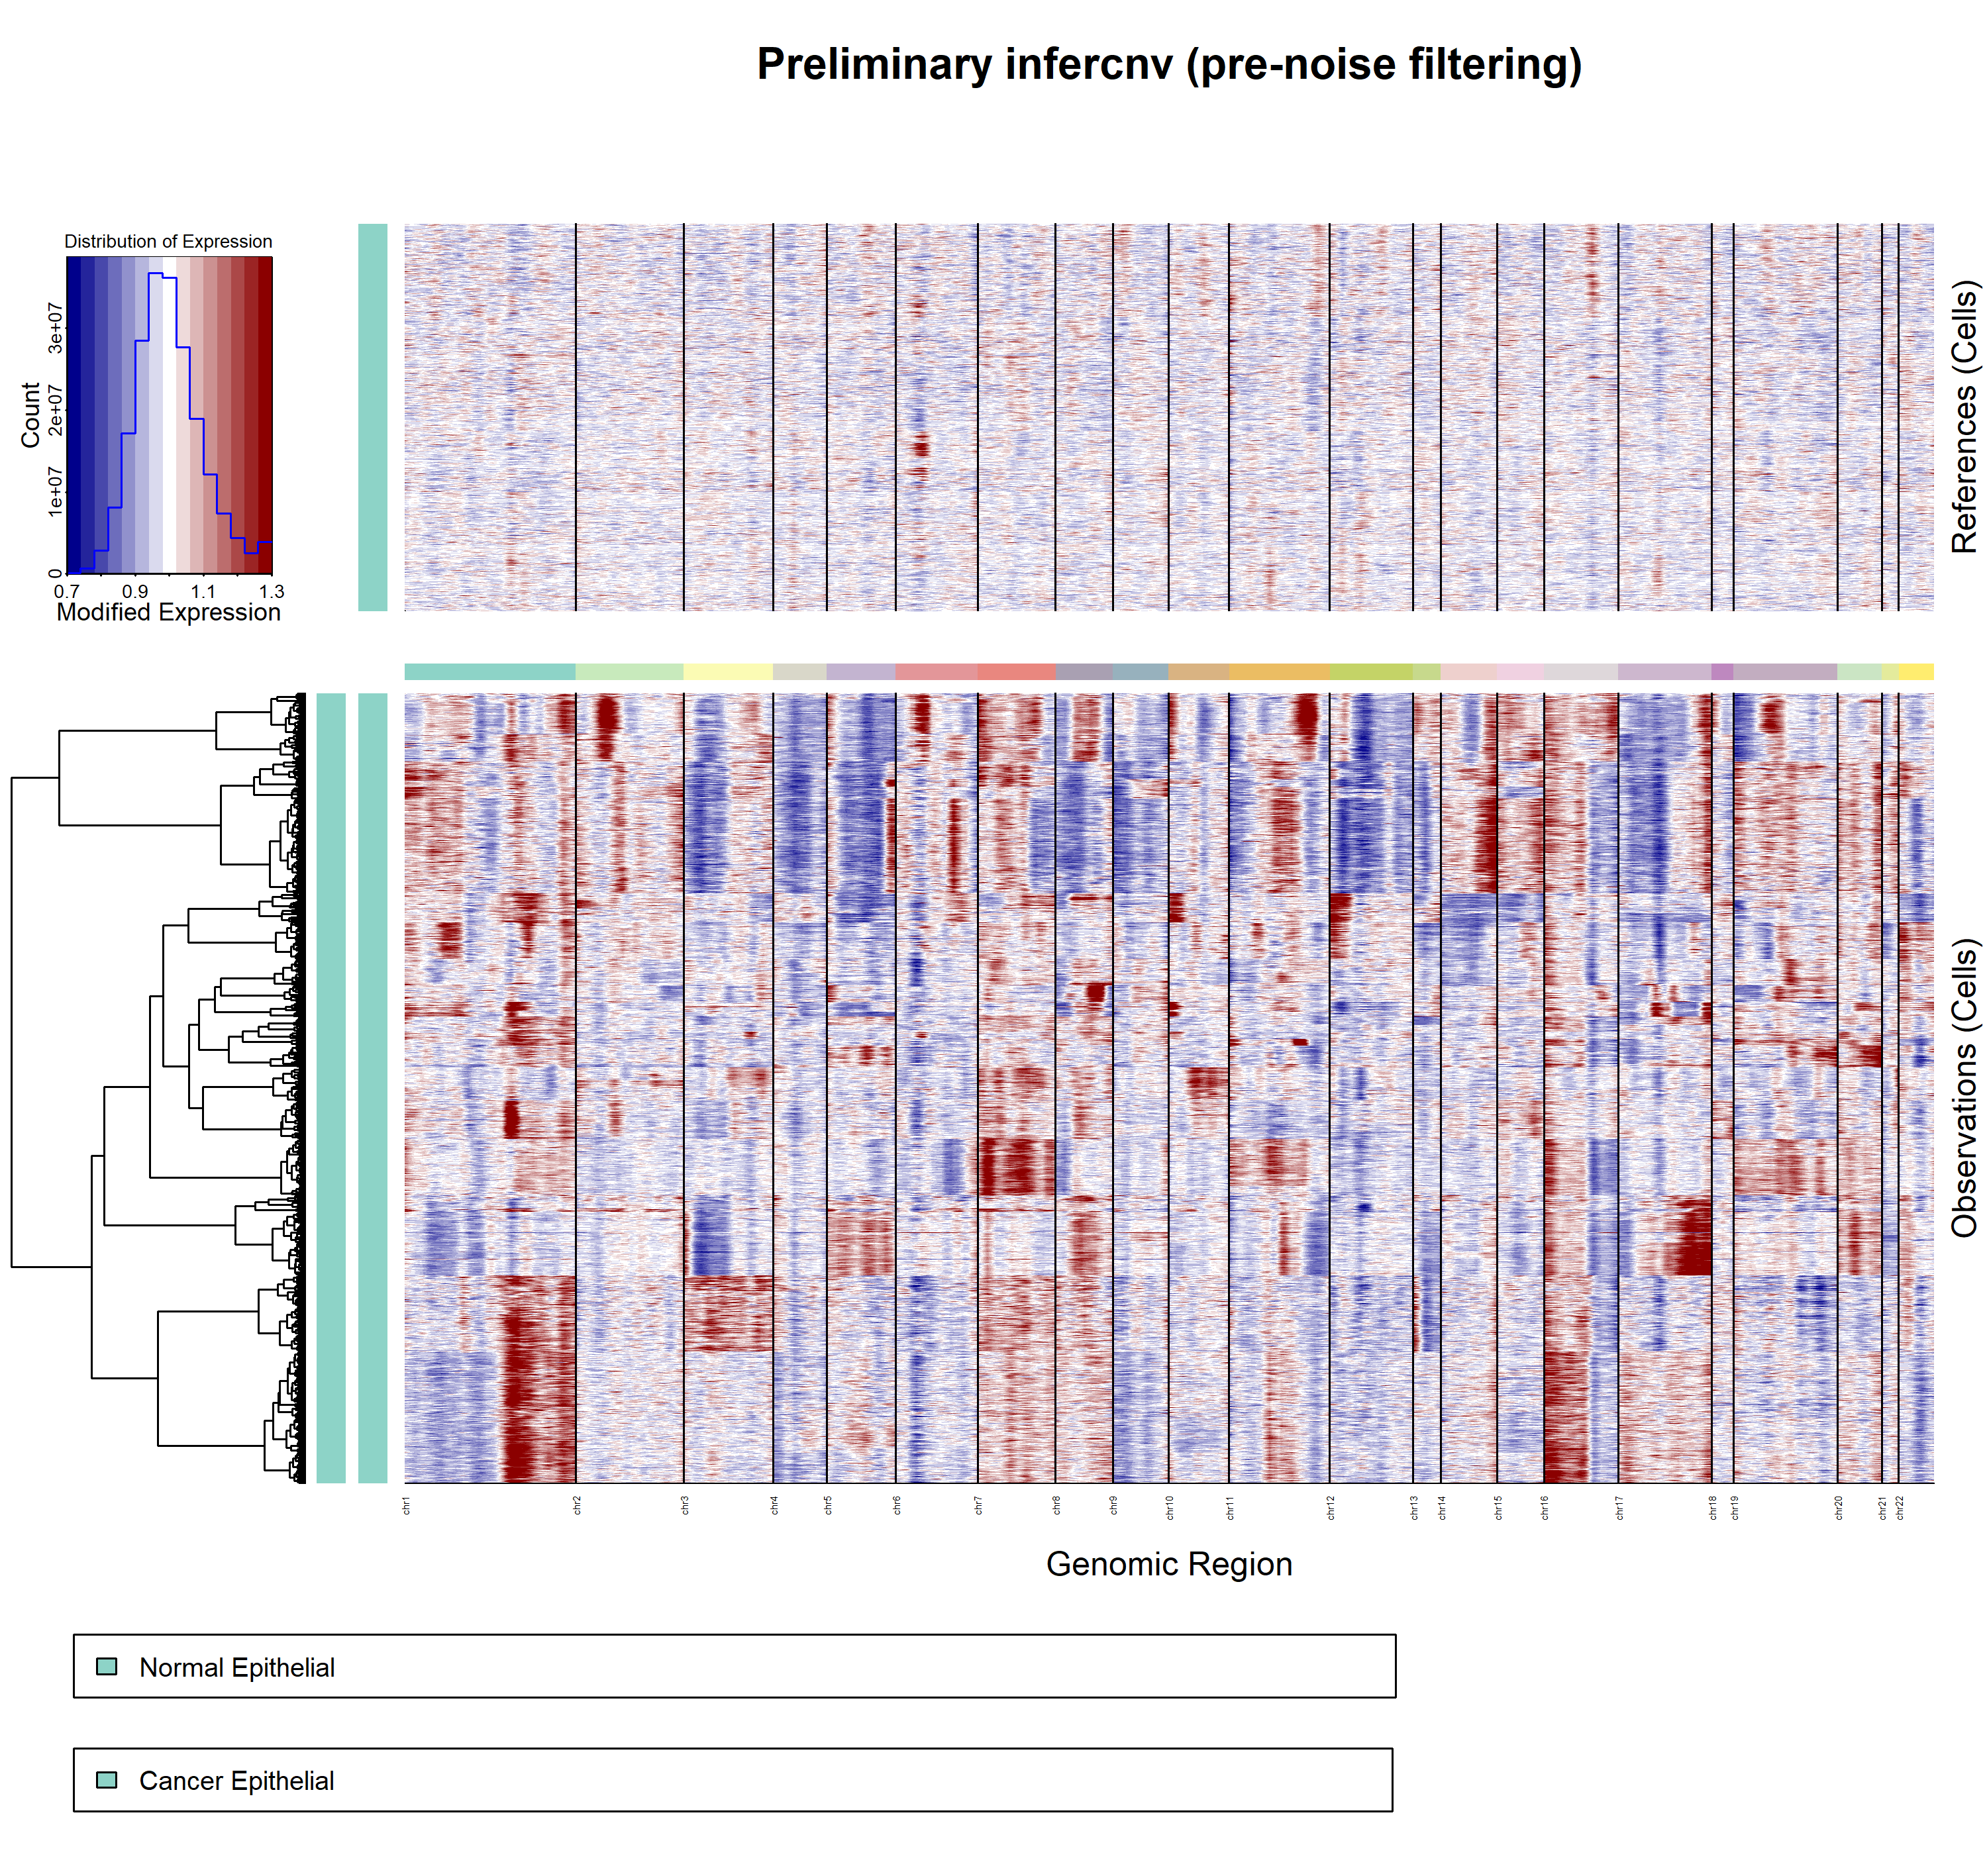 Preliminary infercnv (pre-noise filtering)
Distribution of Expression
Count
0
1e+07
2e+07
3e+07
0.7
0.9
1.1
1.3
Modified Expression
References (Cells)
Observations (Cells)
chr1
chr2
chr3
chr4
chr5
chr6
chr7
chr8
chr9
chr10
chr11
chr12
chr13
chr14
chr15
chr16
chr17
chr18
chr19
chr20
chr21
chr22
Genomic Region
Normal Epithelial
Cancer Epithelial